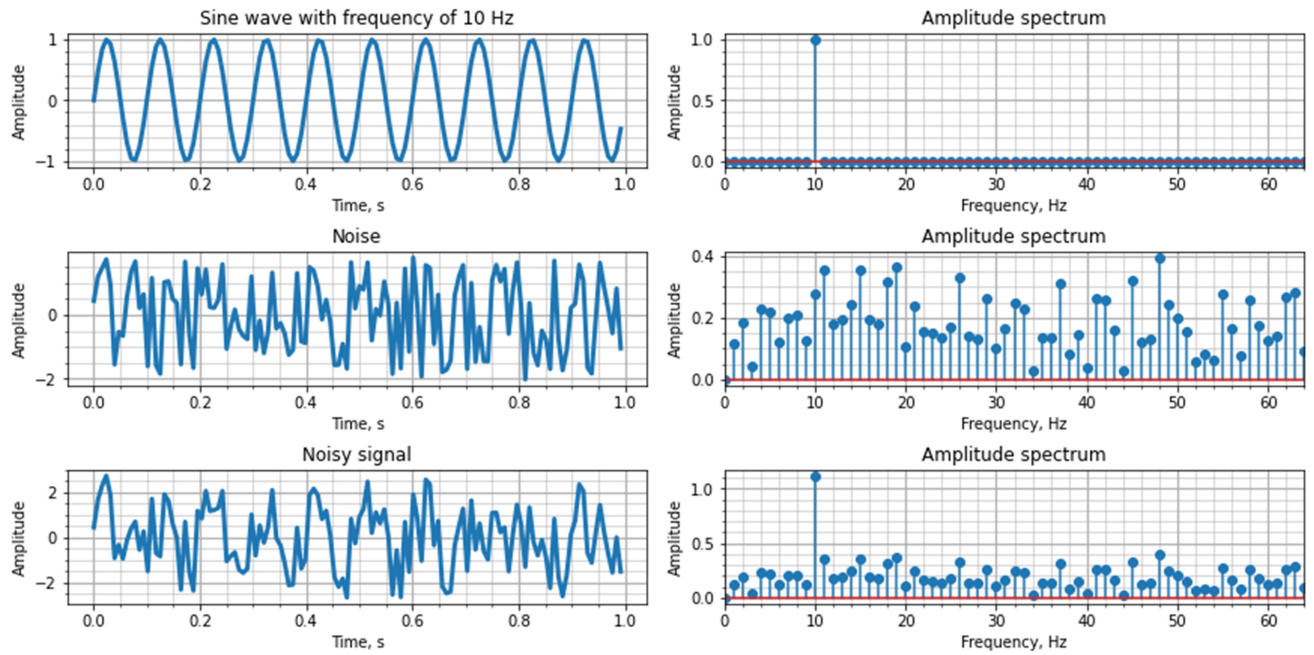 Sine wave with frequency of 10 Hz
Amplitude
1
0
−1
0.0 0.2 0.4 0.6 0.8 1.0
Time, s
Amplitude spectrum
Amplitude
1.0
0.5
0.0
0 10 20 30 40 50 60
Frequency, Hz
Noise
Amplitude
0
−2
0.0 0.2 0.4 0.6 0.8 1.0
Time, s
Amplitude spectrum
Amplitude
0.4
0.2
0.0
0 10 20 30 40 50 60
Frequency, Hz
Noisy signal
Amplitude
2
0
−2
0.0 0.2 0.4 0.6 0.8 1.0
Time, s
Amplitude spectrum
Amplitude
1.0
0.5
0.0
0 10 20 30 40 50 60
Frequency, Hz